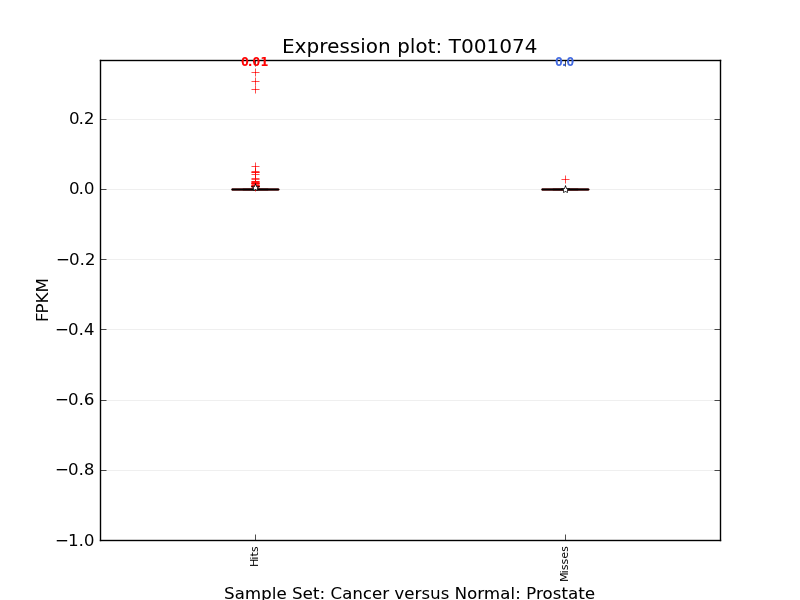 Expression plot: T001074
0.01
0.0
0.2
0.0
−0.2
−0.4
−0.6
−0.8
−1.0
FPKM
Hits
Misses
Sample Set: Cancer versus Normal: Prostate